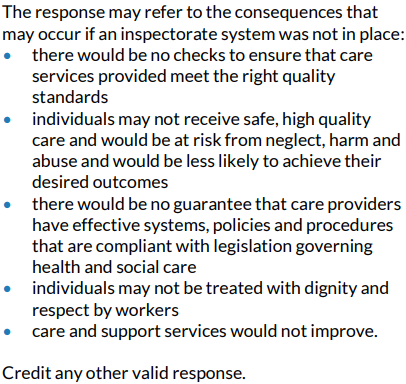 The response may refer to the consequences that
may occur if an inspectorate system was not in place:
• there would be no checks to ensure that care
services provided meet the right quality
standards
• individuals may not receive safe, high quality
care and would be at risk from neglect, harm and
abuse and would be less likely to achieve their
desired outcomes
• there would be no guarantee that care providers
have effective systems, policies and procedures
that are compliant with legislation governing
health and social care
• individuals may not be treated with dignity and
respect by workers
• care and support services would not improve.
Credit any other valid response.